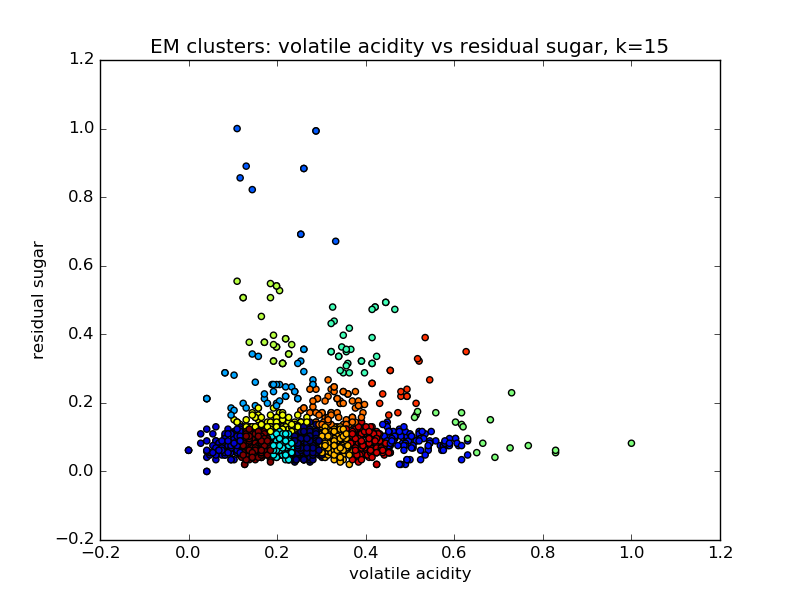 EM clusters: volatile acidity vs residual sugar, k=15
1.2
1.0
0.8
0.6
0.4
0.2
0.0
−0.2
residual sugar
−0.2 0.0 0.2 0.4 0.6 0.8 1.0 1.2
volatile acidity